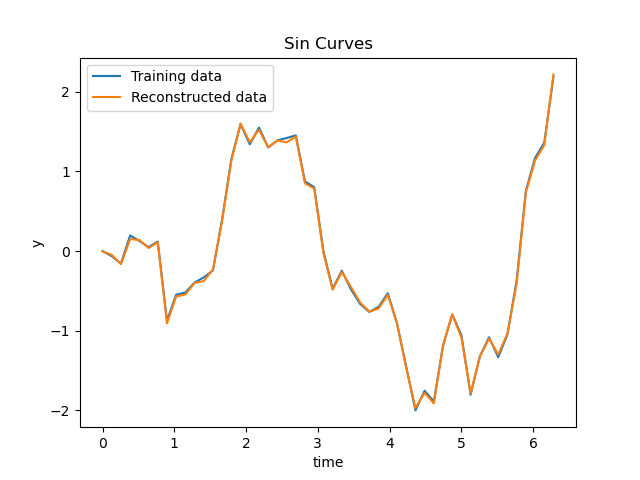 Sin Curves
Training data
Reconstructed data
y
2
1
0
−1
−2
0 1 2 3 4 5 6
time